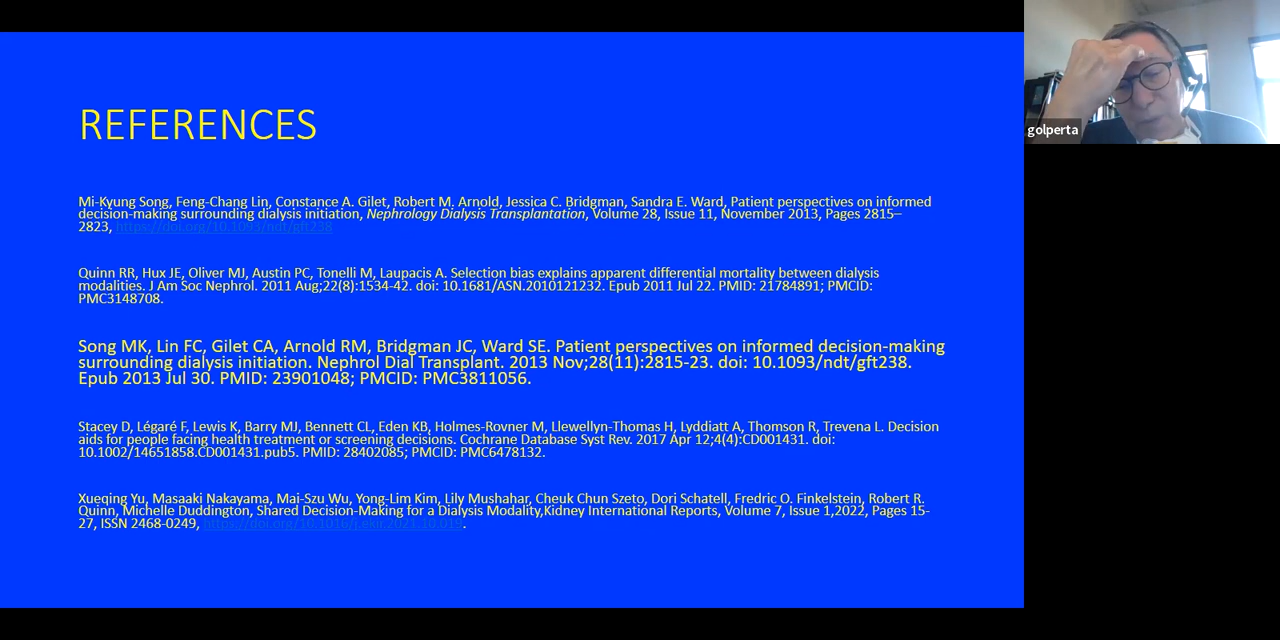 REFERENCES
Mi-Kyung Song, Feng-Chang Lin, Constance A. Gilet, Robert M. Arnold, Jessica C. Bridgman, Sandra E. Ward, Patient perspectives on informed
decision-making surrounding dialysis initiation, Nephrology Dialysis Transplantation, Volume 28, Issue 11, November 2013, Pages 2815–
2823, https://doi.org/10.1093/ndt/gft238
Quinn RR, Hux JE, Oliver MJ, Austin PC, Tonelli M, Laupacis A. Selection bias explains apparent differential mortality between dialysis
modalities. J Am Soc Nephrol. 2011 Aug;22(8):1534-42. doi: 10.1681/ASN.2010121232. Epub 2011 Jul 22. PMID: 21784891; PMCID:
PMC3148708.
Song MK, Lin FC, Gilet CA, Arnold RM, Bridgman JC, Ward SE. Patient perspectives on informed decision-making
surrounding dialysis initiation. Nephrol Dial Transplant. 2013 Nov;28(11):2815-23. doi: 10.1093/ndt/gft238.
Epub 2013 Jul 30. PMID: 23901048; PMCID: PMC3811056.
Stacey D, Légaré F, Lewis K, Barry MJ, Bennett CL, Eden KB, Holmes-Rovner M, Llewellyn-Thomas H, Lyddiatt A, Thomson R, Trevena L. Decision
aids for people facing health treatment or screening decisions. Cochrane Database Syst Rev. 2017 Apr 12;4(4):CD001431. doi:
10.1002/14651858.CD001431.pub5. PMID: 28402085; PMCID: PMC6478132.
Xueqing Yu, Masaaki Nakayama, Mai-Szu Wu, Yong-Lim Kim, Lily Mushahar, Cheuk Chun Szeto, Dori Schatell, Fredric O. Finkelstein, Robert R.
Quinn, Michelle Duddington, Shared Decision-Making for a Dialysis Modality,Kidney International Reports, Volume 7, Issue 1,2022, Pages 15-
27, ISSN 2468-0249, https://doi.org/10.1016/j.ekir.2021.10.019.
golperta